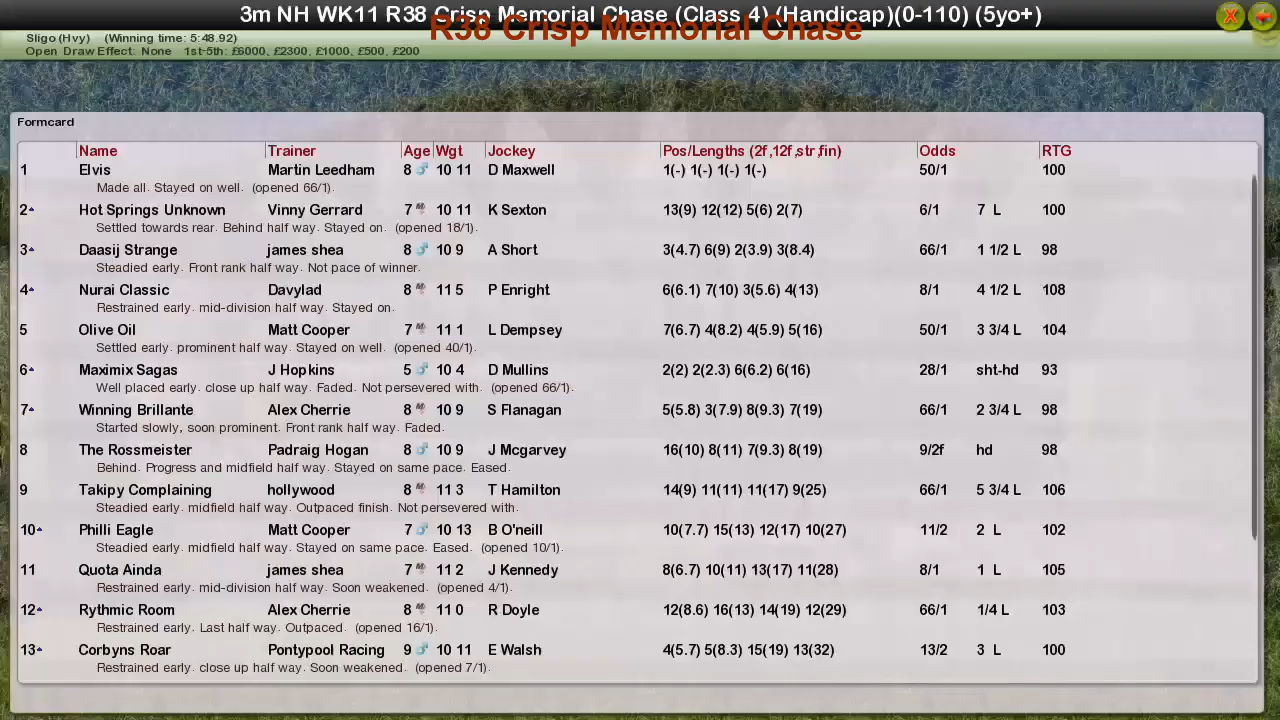 3m NH WK11 R38 Crisp Memorial Chase (Class 4) (Handicap)(0-110) (5yo+)
R38 Crisp Memorial Chase
Sligo (Hvy) (Winning time: 5:48.92)
Open Draw Effect: None 1st-5th: £6000, £2300, £1000, £500, £200
Formcard
Name Trainer Age Wgt Jockey Pos/Lengths (2f,12f,str,fin) Odds RTG
1 Elvis Martin Leedham 8 10 11 D Maxwell 1(-) 1(-) 1(-) 1(-) 50/1 100
Made all. Stayed on well. (opened 66/1).
2 Hot Springs Unknown Vinny Gerrard 7 10 11 K Sexton 13(9) 12(12) 5(6) 2(7) 6/1 7 L 100
Settled towards rear. Behind half way. Stayed on. (opened 18/1).
3 Daasij Strange james shea 8 10 9 A Short 3(4.7) 6(9) 2(3.9) 3(8.4) 66/1 1 1/2 L 98
Steadied early. Front rank half way. Not pace of winner.
4 Nurai Classic Davylad 8 11 5 P Enright 6(6.1) 7(10) 3(5.6) 4(13) 8/1 4 1/2 L 108
Restrained early. mid-division half way. Stayed on.
5 Olive Oil Matt Cooper 7 11 1 L Dempsey 7(6.7) 4(8.2) 4(5.9) 5(16) 50/1 3 3/4 L 104
Settled early. prominent half way. Stayed on well. (opened 40/1).
6 Maximix Sagas J Hopkins 5 10 4 D Mullins 2(2) 2(2.3) 6(6.2) 6(16) 28/1 sht-hd 93
Well placed early. close up half way. Faded. Not persevered with. (opened 66/1).
7 Winning Brillante Alex Cherrie 8 10 9 S Flanagan 5(5.8) 3(7.9) 8(9.3) 7(19) 66/1 2 3/4 L 98
Started slowly, soon prominent. Front rank half way. Faded.
8 The Rossmeister Padraig Hogan 8 10 9 J Mcgarvey 16(10) 8(11) 7(9.3) 8(19) 9/2f hd 98
Behind. Progress and midfield half way. Stayed on same pace. Eased.
9 Takipy Complaining hollywood 8 11 3 T Hamilton 14(9) 11(11) 11(17) 9(25) 66/1 5 3/4 L 106
Steadied early. midfield half way. Outpaced finish. Not persevered with.
10 Philli Eagle Matt Cooper 7 10 13 B O'neill 10(7.7) 15(13) 12(17) 10(27) 11/2 2 L 102
Steadied early. midfield half way. Stayed on same pace. Eased. (opened 10/1).
11 Quota Ainda james shea 7 11 2 J Kennedy 8(6.7) 10(11) 13(17) 11(28) 8/1 1 L 105
Restrained early. mid-division half way. Soon weakened. (opened 4/1).
12 Rythmic Room Alex Cherrie 8 11 0 R Doyle 12(8.6) 16(13) 14(19) 12(29) 66/1 1/4 L 103
Restrained early. Last half way. Outpaced. (opened 16/1).
13 Corbyns Roar Pontypool Racing 9 10 11 E Walsh 4(5.7) 5(8.3) 15(19) 13(32) 13/2 3 L 100
Restrained early. close up half way. Soon weakened. (opened 7/1).